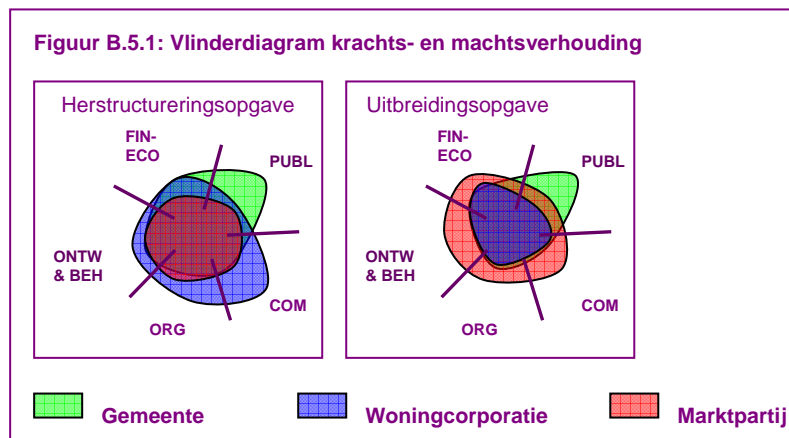 Figuur B.5.1: Vlinderdiagram krachts- en machtsverhouding
Herstructureringsopgave
FIN-
ECO
PUBL
ONTW
& BEH
COM
ORG
Uitbreidingsopgave
FIN-
ECO
PUBL
ONTW
& BEH
COM
ORG
Gemeente
Woningcorporatie
Marktpartij